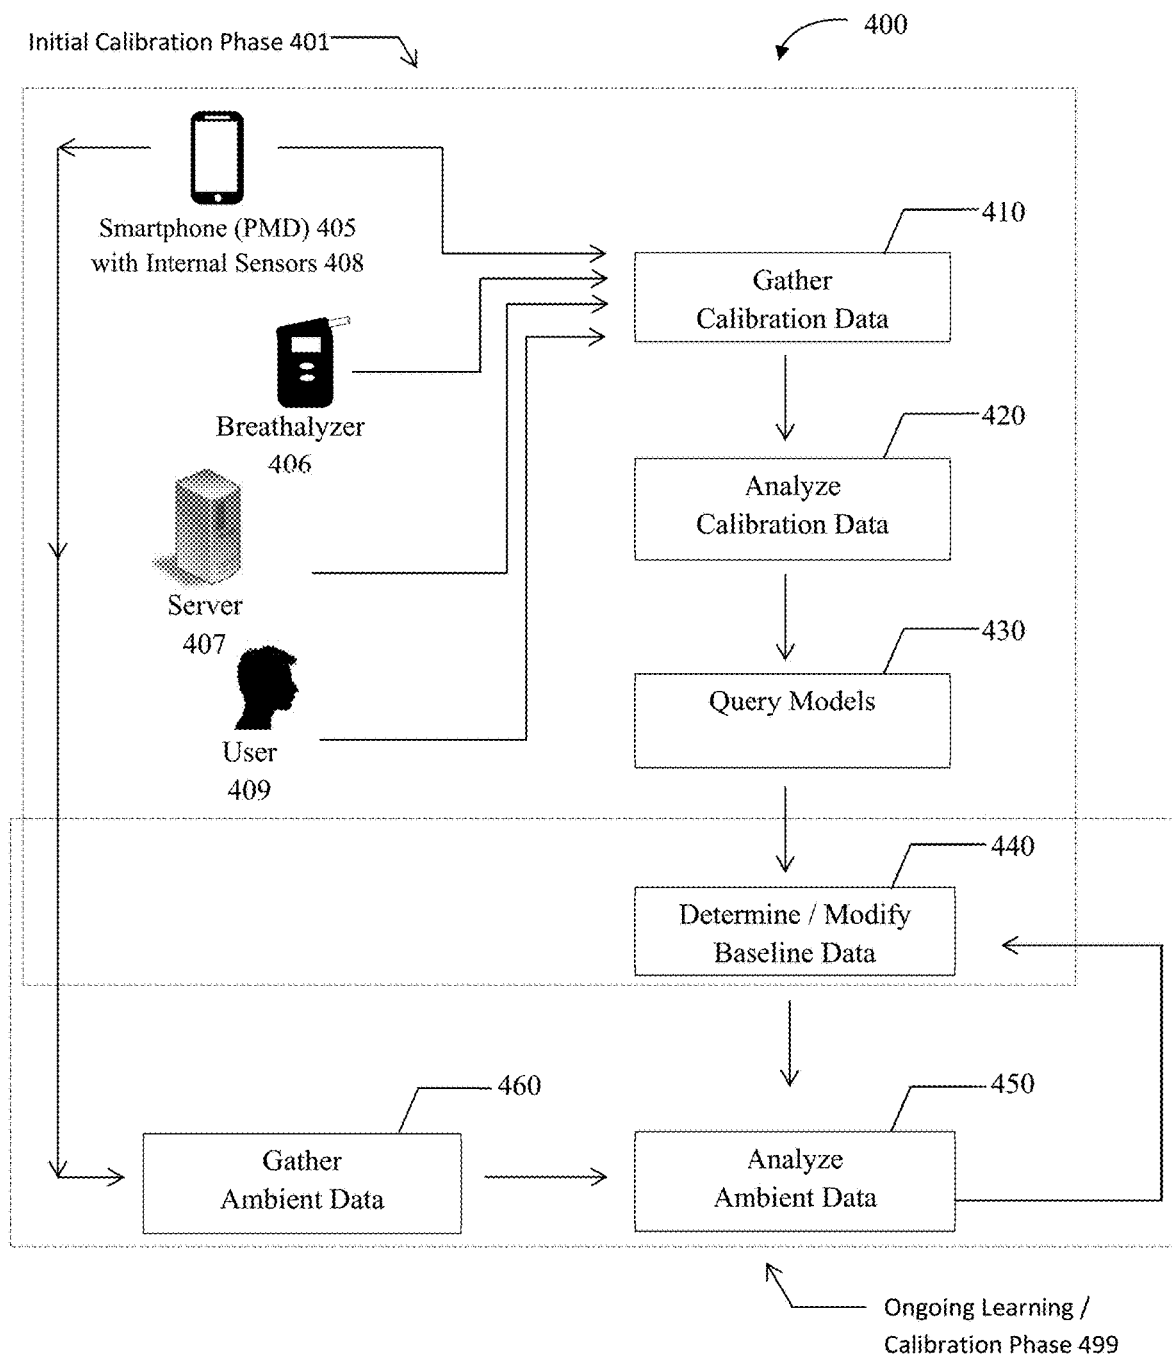 Initial Calibration Phase 401
400
Smartphone (PMD) 405
with Internal Sensors 408
410
Gather
Calibration Data
Breathalyzer
406
420
Analyze
Calibration Data
Server
407
430
Query Models
User
409
440
Determine / Modify
Baseline Data
460
Gather
Ambient Data
450
Analyze
Ambient Data
Ongoing Learning /
Calibration Phase 499